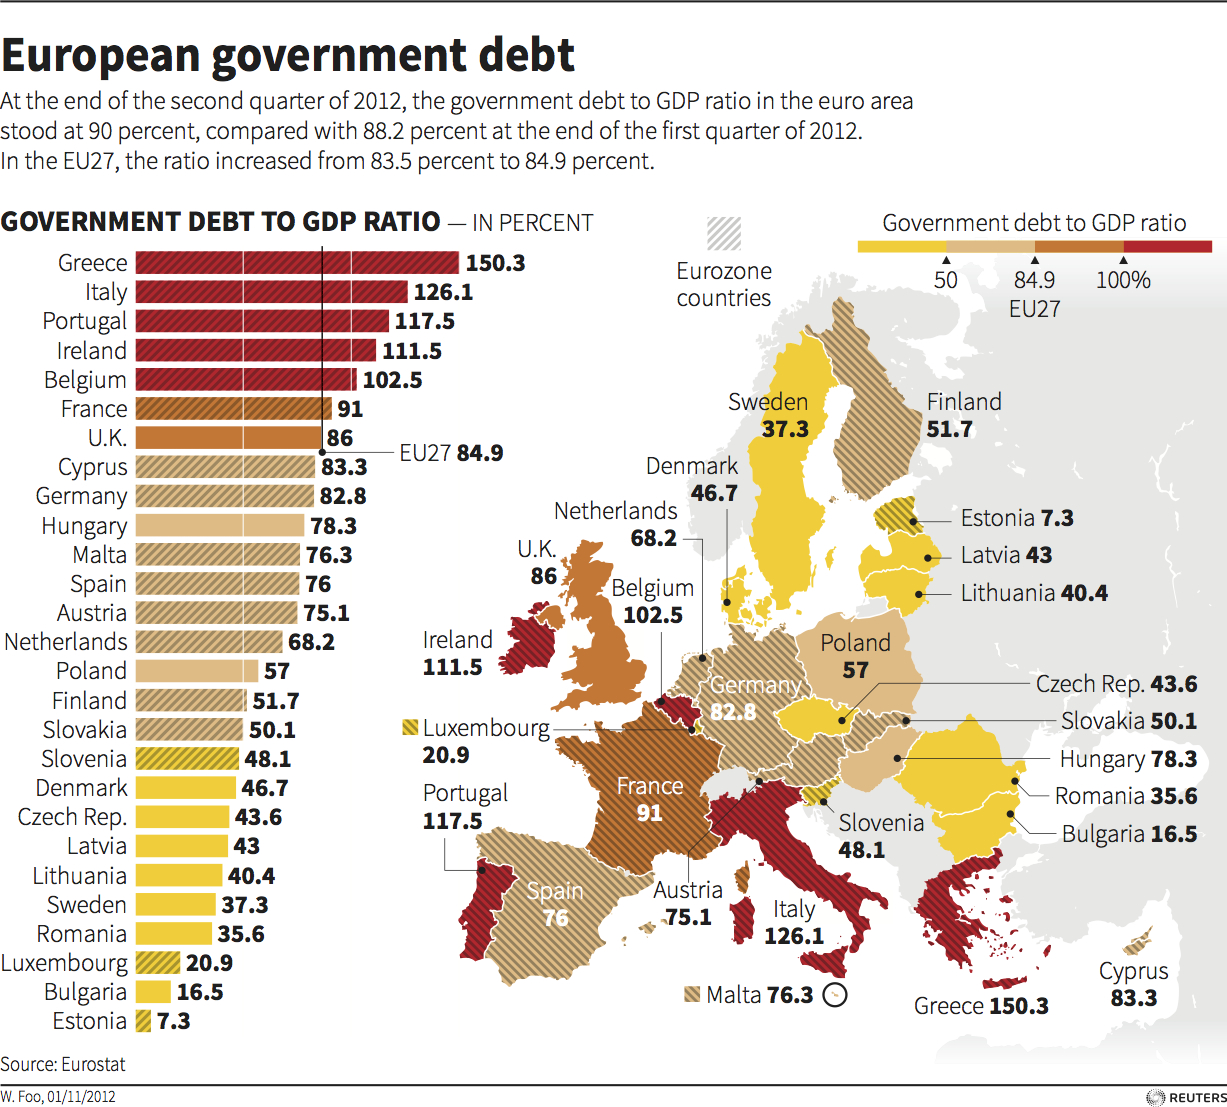 European government debt
At the end of the second quarter of 2012, the government debt to GDP ratio in the euro area
stood at 90 percent, compared with 88.2 percent at the end of the first quarter of 2012.
In the EU27, the ratio increased from 83.5 percent to 84.9 percent.
GOVERNMENT DEBT TO GDP RATIO — IN PERCENT
Greece 150.3
Italy 126.1
Portugal 117.5
Ireland 111.5
Belgium 102.5
France 91
U.K. 86
EU27 84.9
Cyprus 83.3
Germany 82.8
Hungary 78.3
Malta 76.3
Spain 76
Austria 75.1
Netherlands 68.2
Poland 57
Finland 51.7
Slovakia 50.1
Slovenia 48.1
Denmark 46.7
Czech Rep. 43.6
Latvia 43
Lithuania 40.4
Sweden 37.3
Romania 35.6
Luxembourg 20.9
Bulgaria 16.5
Estonia 7.3
Eurozone
countries
Government debt to GDP ratio
50 84.9 100%
EU27
Sweden
37.3
Finland
51.7
Denmark
46.7
Netherlands
68.2
Estonia 7.3
U.K.
86
Latvia 43
Belgium
102.5
Lithuania 40.4
Ireland
111.5
Poland
57
Germany
82.8
Czech Rep. 43.6
Luxembourg
20.9
Slovakia 50.1
Hungary 78.3
France
91
Portugal
117.5
Romania 35.6
Slovenia
48.1
Bulgaria 16.5
Spain
76
Austria
75.1
Italy
126.1
Cyprus
83.3
Malta 76.3
Greece 150.3
Source: Eurostat
W. Foo, 01/11/2012
REUTERS